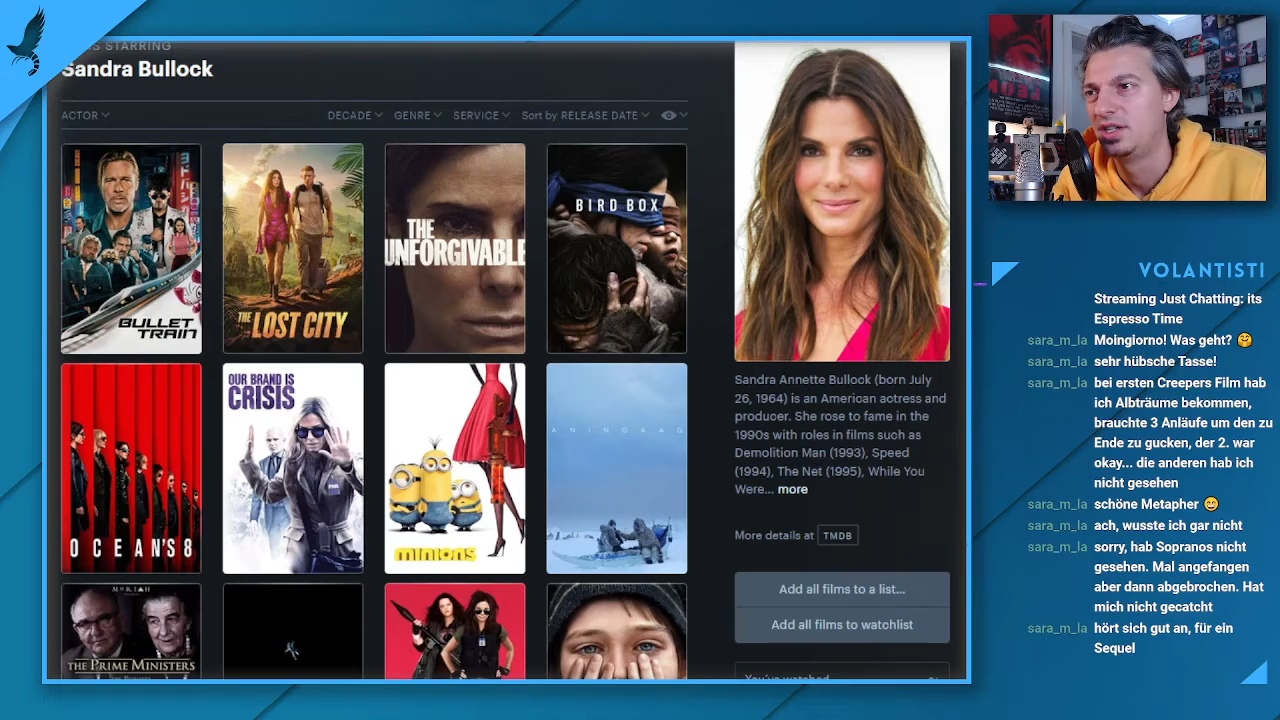 S STARRING
Sandra Bullock
ACTOR
DECADE GENRE SERVICE Sort by RELEASE DATE
BULLET
TRAIN
THE
LOST CITY
THE
UNFORGIVABLE
BIRD BOX
OCEAN'S 8
OUR BRAND IS
CRISIS
minions
ANINGAAQ
MORIAH
THE PRIME MINISTERS
Sandra Annette Bullock (born July
26, 1964) is an American actress and
producer. She rose to fame in the
1990s with roles in films such as
Demolition Man (1993), Speed
(1994), The Net (1995), While You
Were... more
More details at TMDB
Add all films to a list...
Add all films to watchlist
You've watched
VOLANTISTI
Streaming Just Chatting: its
Espresso Time
sara_m_la Moingiorno! Was geht? 🤗
sara_m_la sehr hübsche Tasse!
sara_m_la bei ersten Creepers Film hab
ich Albträume bekommen,
brauchte 3 Anläufe um den zu
Ende zu gucken, der 2. war
okay... die anderen hab ich
nicht gesehen
sara_m_la schöne Metapher 😄
sara_m_la ach, wusste ich gar nicht
sara_m_la sorry, hab Sopranos nicht
gesehen. Mal angefangen
aber dann abgebrochen. Hat
mich nicht gecatcht
sara_m_la hört sich gut an, für ein
Sequel